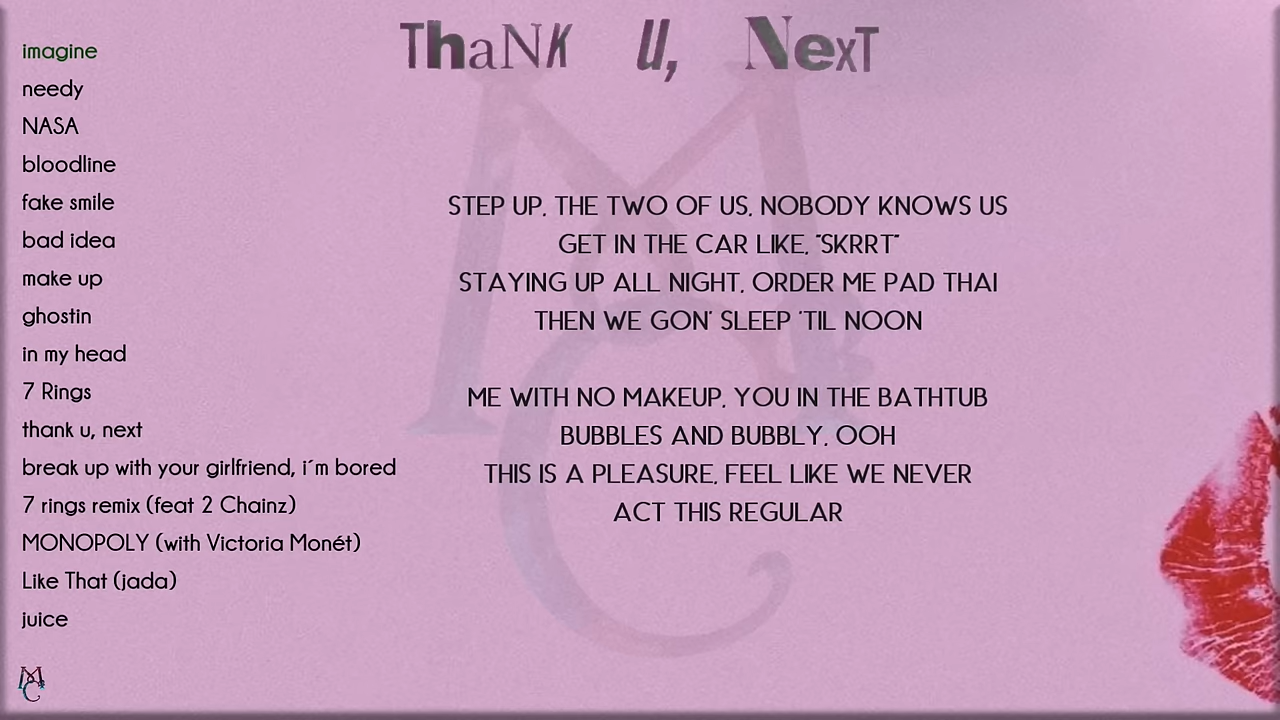 ThaNK U, NexT
imagine
needy
NASA
bloodline
fake smile
bad idea
make up
ghostin
in my head
7 Rings
thank u, next
break up with your girlfriend, i´m bored
7 rings remix (feat 2 Chainz)
MONOPOLY (with Victoria Monét)
Like That (jada)
juice
STEP UP, THE TWO OF US, NOBODY KNOWS US
GET IN THE CAR LIKE, "SKRRT"
STAYING UP ALL NIGHT, ORDER ME PAD THAI
THEN WE GON' SLEEP 'TIL NOON
ME WITH NO MAKEUP, YOU IN THE BATHTUB
BUBBLES AND BUBBLY, OOH
THIS IS A PLEASURE, FEEL LIKE WE NEVER
ACT THIS REGULAR
MC